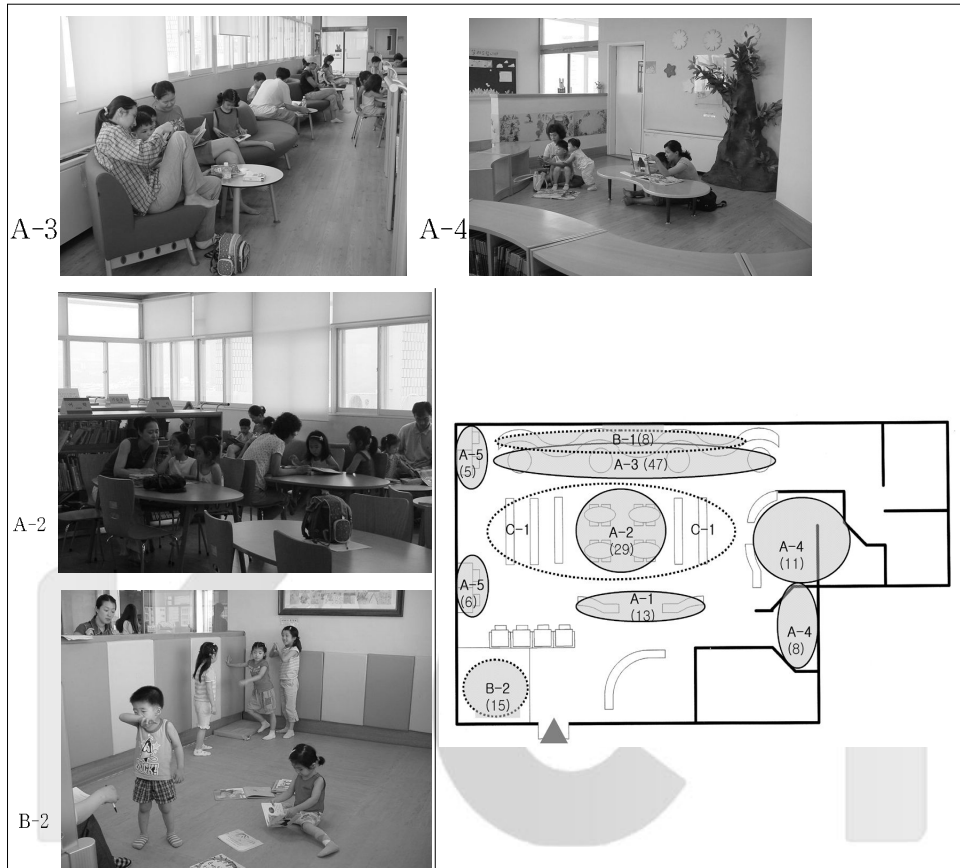 A-3
A-4
A-2
B-2
B-1(8)
A-5
(5)
A-3 (47)
C-1
A-2
(29)
C-1
A-4
(11)
A-5
(6)
A-1
(13)
A-4
(8)
B-2
(15)